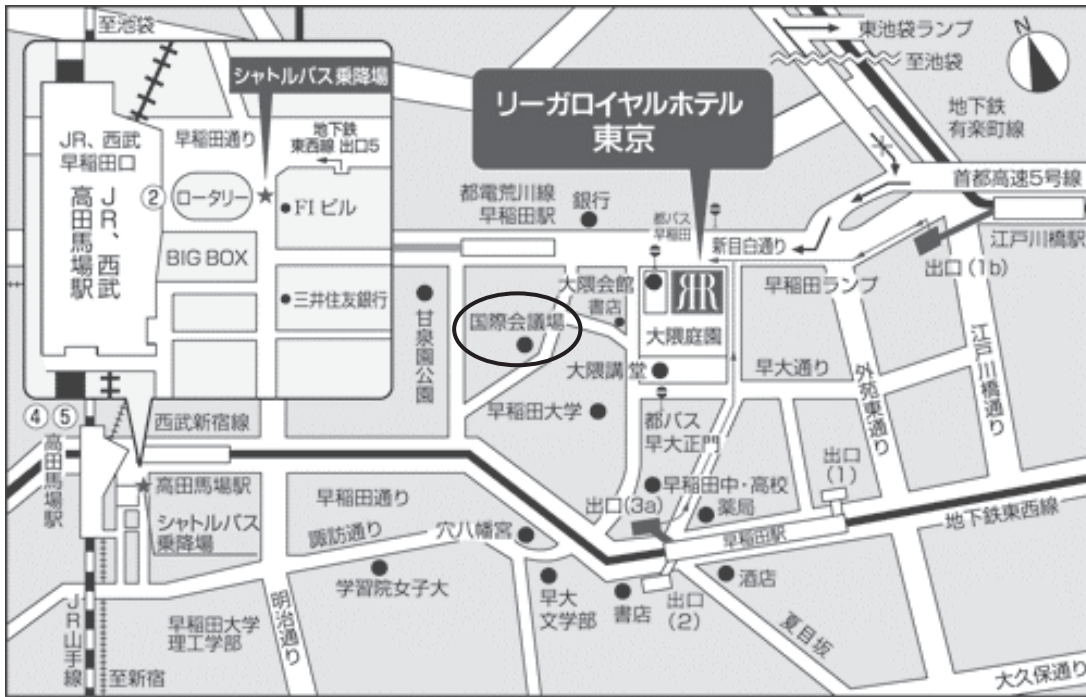 至池袋
シャトルバス乗降場
JR、西武
早稲田口
早稲田通り
地下鉄
東西線 出口5
JR、西武
高田馬場駅
②
ロータリー
FI ビル
BIG BOX
三井住友銀行
④ ⑤
リーガロイヤルホテル
東京
東池袋ランプ
至池袋
N
地下鉄
有楽町線
首都高速5号線
都電荒川線
早稲田駅
銀行
都バス
早稲田
新目白通り
江戸川橋駅
出口(1b)
早稲田ランプ
甘泉園公園
国際会議場
大隈会館
書店
R
大隈庭園
大隈講堂
早大通り
外苑東通り
江戸川橋通り
早稲田大学
都バス
早大正門
西武新宿線
高田馬場駅
高田馬場駅
シャトルバス
乗降場
早稲田通り
諏訪通り
穴八幡宮
学習院女子大
早稲田中・高校
薬局
出口(3a)
出口
(1)
早稲田駅
地下鉄東西線
早大
文学部
書店
出口
(2)
酒店
夏目坂
大久保通り
明治通り
早稲田大学
理工学部
JR山手線
至新宿